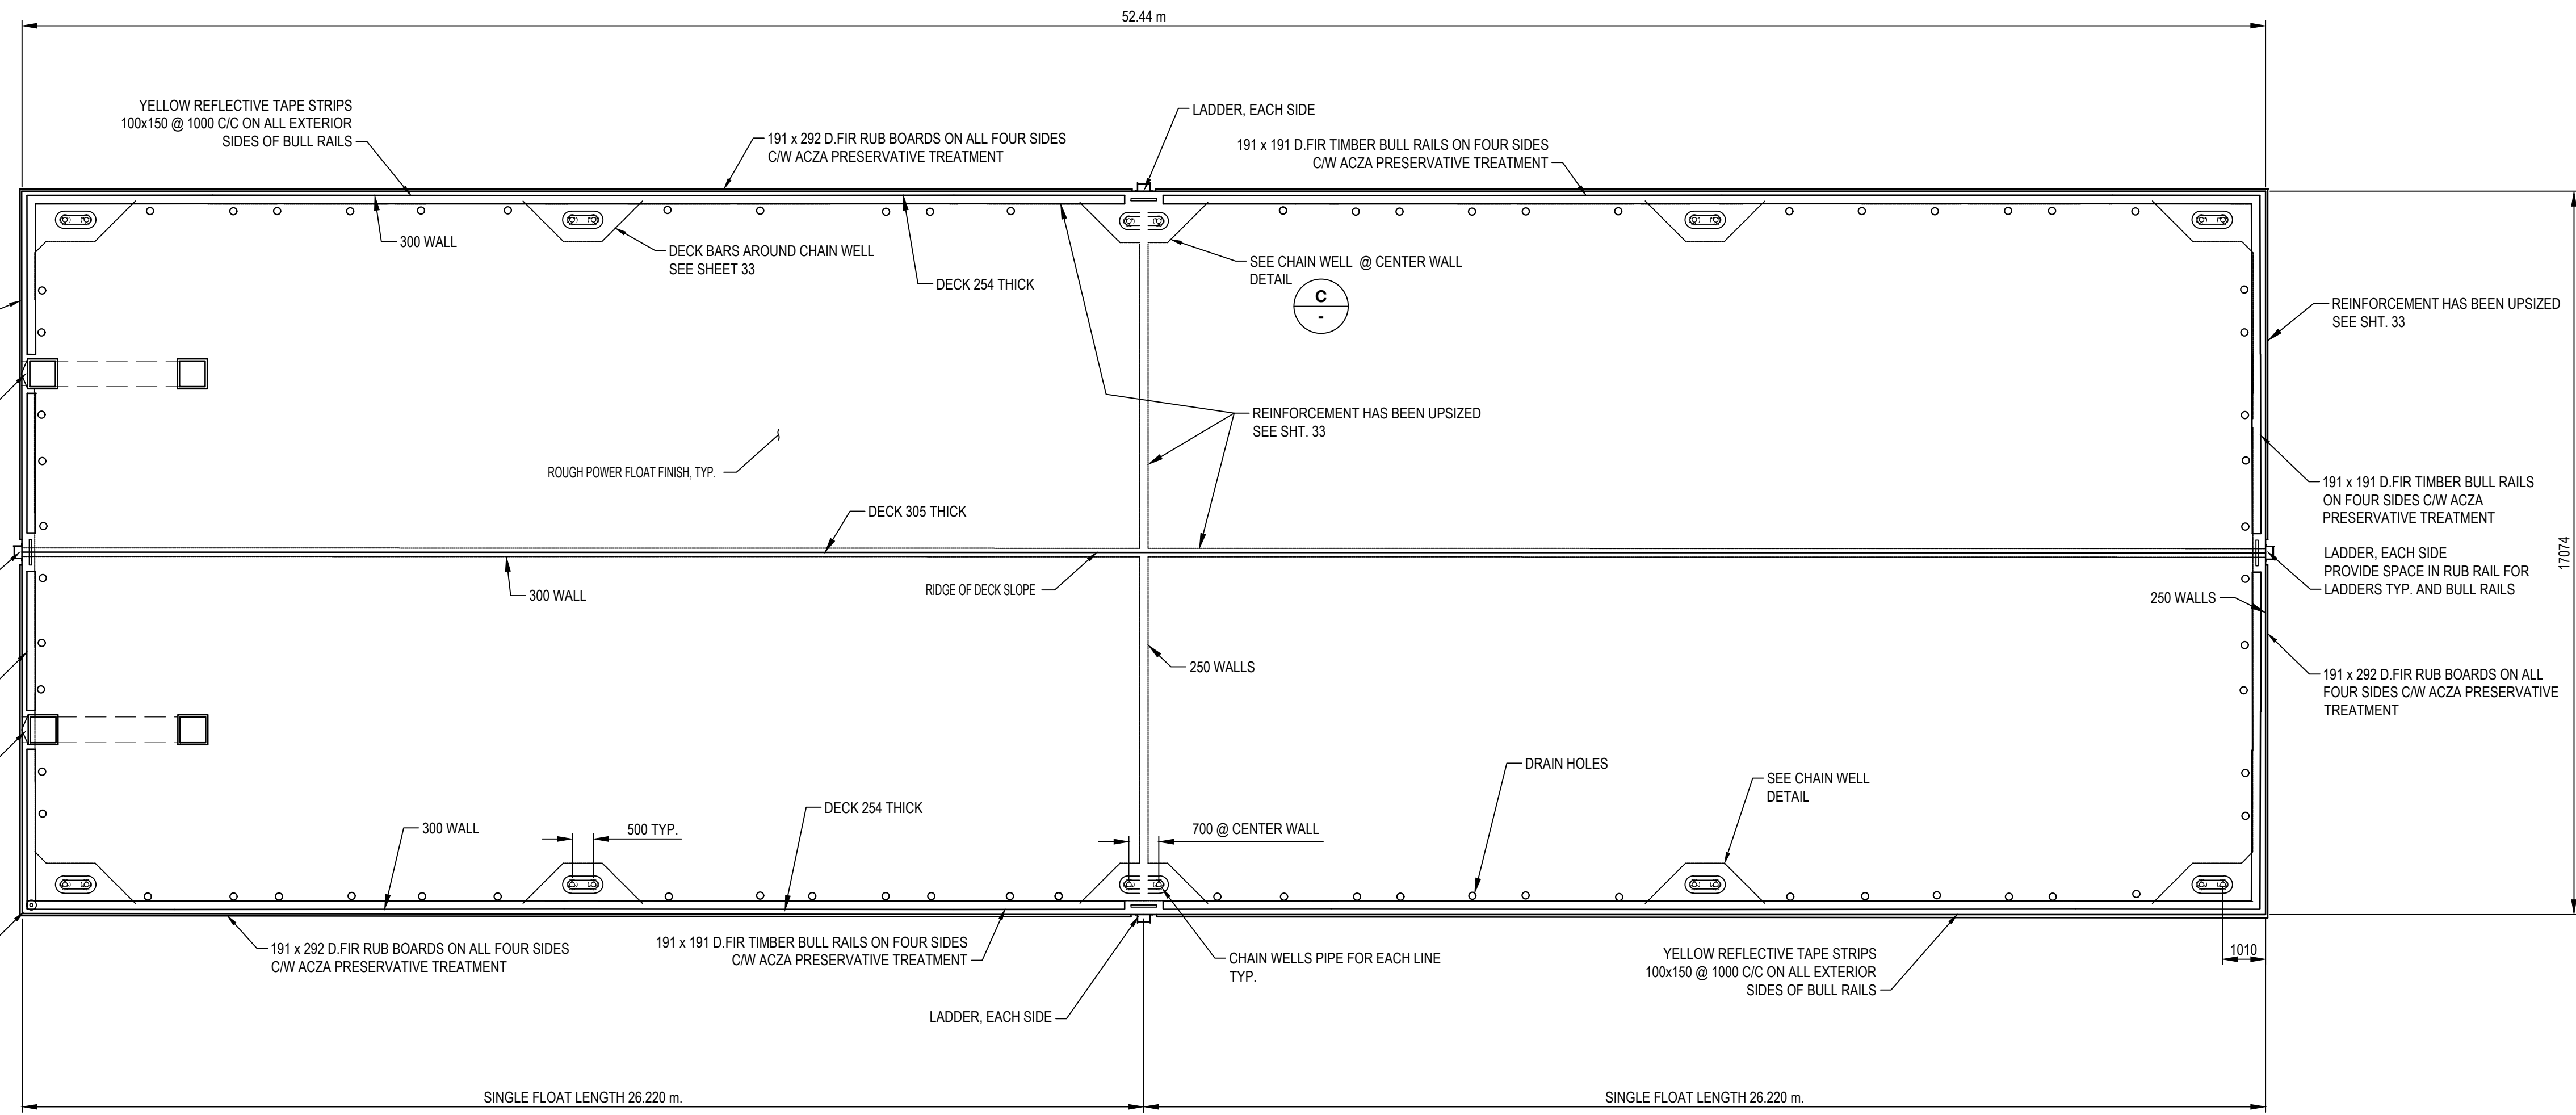 52.44 m
YELLOW REFLECTIVE TAPE STRIPS
100x150 @ 1000 C/C ON ALL EXTERIOR
SIDES OF BULL RAILS
191 x 292 D.FIR RUB BOARDS ON ALL FOUR SIDES
C/W ACZA PRESERVATIVE TREATMENT
LADDER, EACH SIDE
191 x 191 D.FIR TIMBER BULL RAILS ON FOUR SIDES
C/W ACZA PRESERVATIVE TREATMENT
300 WALL
DECK BARS AROUND CHAIN WELL
SEE SHEET 33
DECK 254 THICK
SEE CHAIN WELL @ CENTER WALL
DETAIL
C
-
REINFORCEMENT HAS BEEN UPSIZED
SEE SHT. 33
REINFORCEMENT HAS BEEN UPSIZED
SEE SHT. 33
ROUGH POWER FLOAT FINISH, TYP.
191 x 191 D.FIR TIMBER BULL RAILS
ON FOUR SIDES C/W ACZA
PRESERVATIVE TREATMENT
DECK 305 THICK
LADDER, EACH SIDE
PROVIDE SPACE IN RUB RAIL FOR
LADDERS TYP. AND BULL RAILS
17074
300 WALL
RIDGE OF DECK SLOPE
250 WALLS
250 WALLS
191 x 292 D.FIR RUB BOARDS ON ALL
FOUR SIDES C/W ACZA PRESERVATIVE
TREATMENT
DRAIN HOLES
SEE CHAIN WELL
DETAIL
DECK 254 THICK
300 WALL
500 TYP.
700 @ CENTER WALL
191 x 292 D.FIR RUB BOARDS ON ALL FOUR SIDES
C/W ACZA PRESERVATIVE TREATMENT
191 x 191 D.FIR TIMBER BULL RAILS ON FOUR SIDES
C/W ACZA PRESERVATIVE TREATMENT
CHAIN WELLS PIPE FOR EACH LINE
TYP.
YELLOW REFLECTIVE TAPE STRIPS
100x150 @ 1000 C/C ON ALL EXTERIOR
SIDES OF BULL RAILS
1010
LADDER, EACH SIDE
SINGLE FLOAT LENGTH 26.220 m.
SINGLE FLOAT LENGTH 26.220 m.